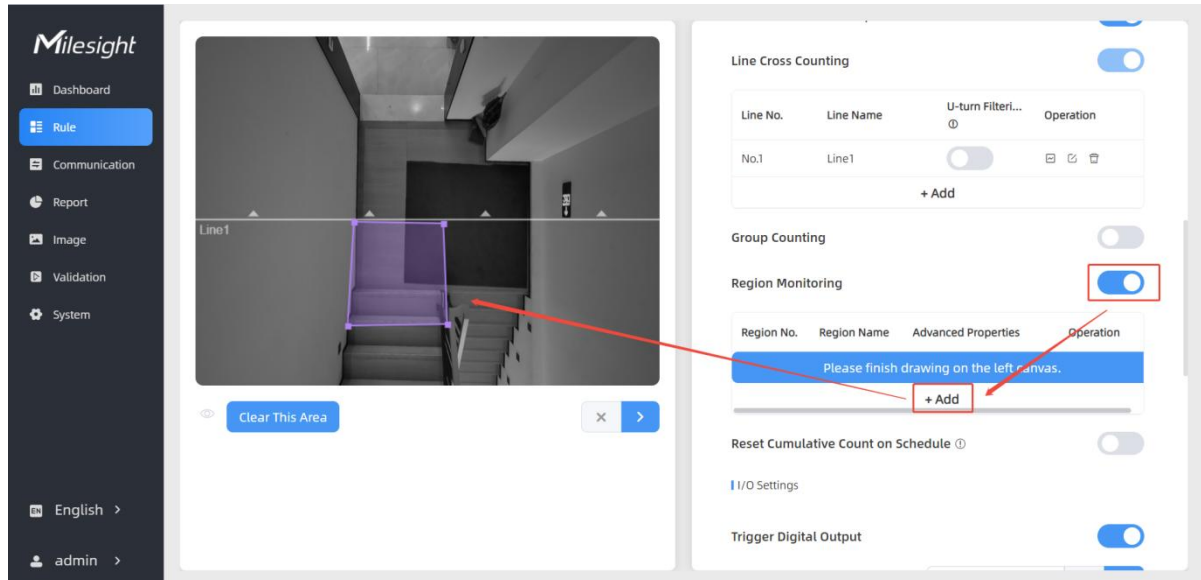 Milesight
Dashboard
Rule
Communication
Report
Image
Validation
System
EN English >
admin >
Line1
Clear This Area
Line Cross Counting
Line No. Line Name U-turn Filteri... Operation
No.1 Line1
+ Add
Group Counting
Region Monitoring
Region No. Region Name Advanced Properties Operation
Please finish drawing on the left canvas.
+ Add
Reset Cumulative Count on Schedule
I/O Settings
Trigger Digital Output